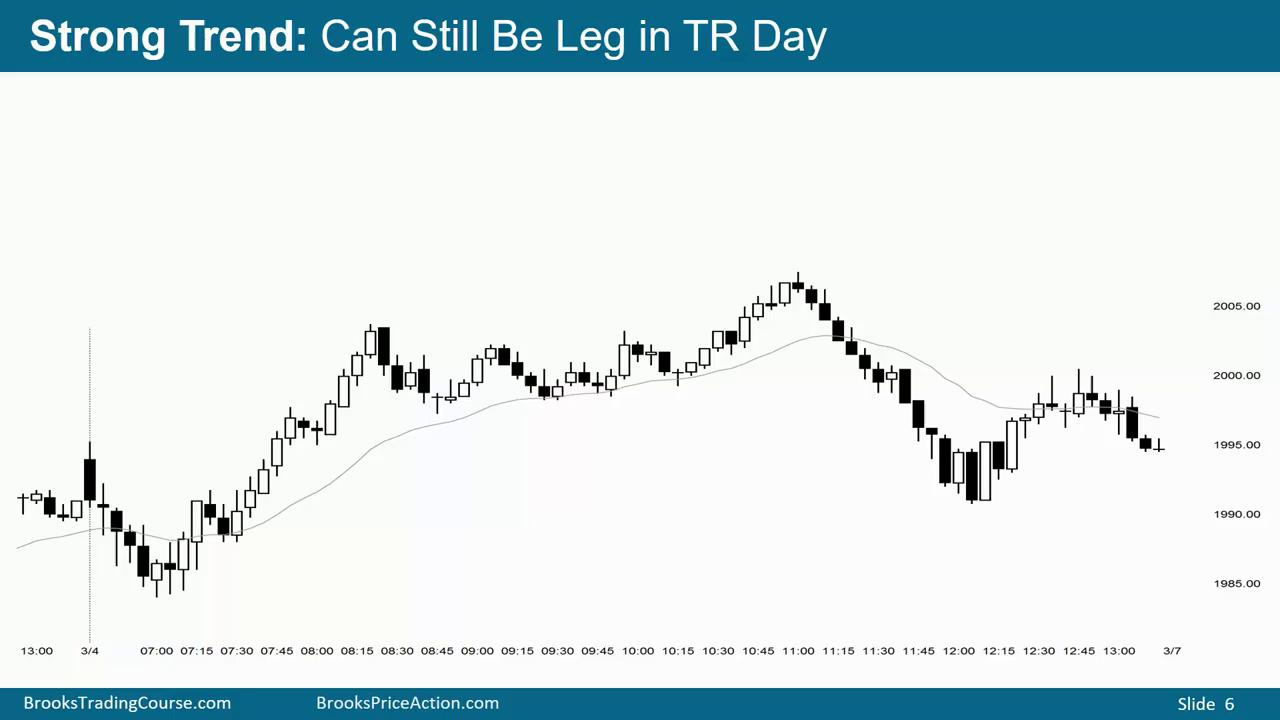 Strong Trend: Can Still Be Leg in TR Day
2005.00
2000.00
1995.00
1990.00
1985.00
13:00 3/4 07:00 07:15 07:30 07:45 08:00 08:15 08:30 08:45 09:00 09:15 09:30 09:45 10:00 10:15 10:30 10:45 11:00 11:15 11:30 11:45 12:00 12:15 12:30 12:45 13:00 3/7
BrooksTradingCourse.com BrooksPriceAction.com Slide 6